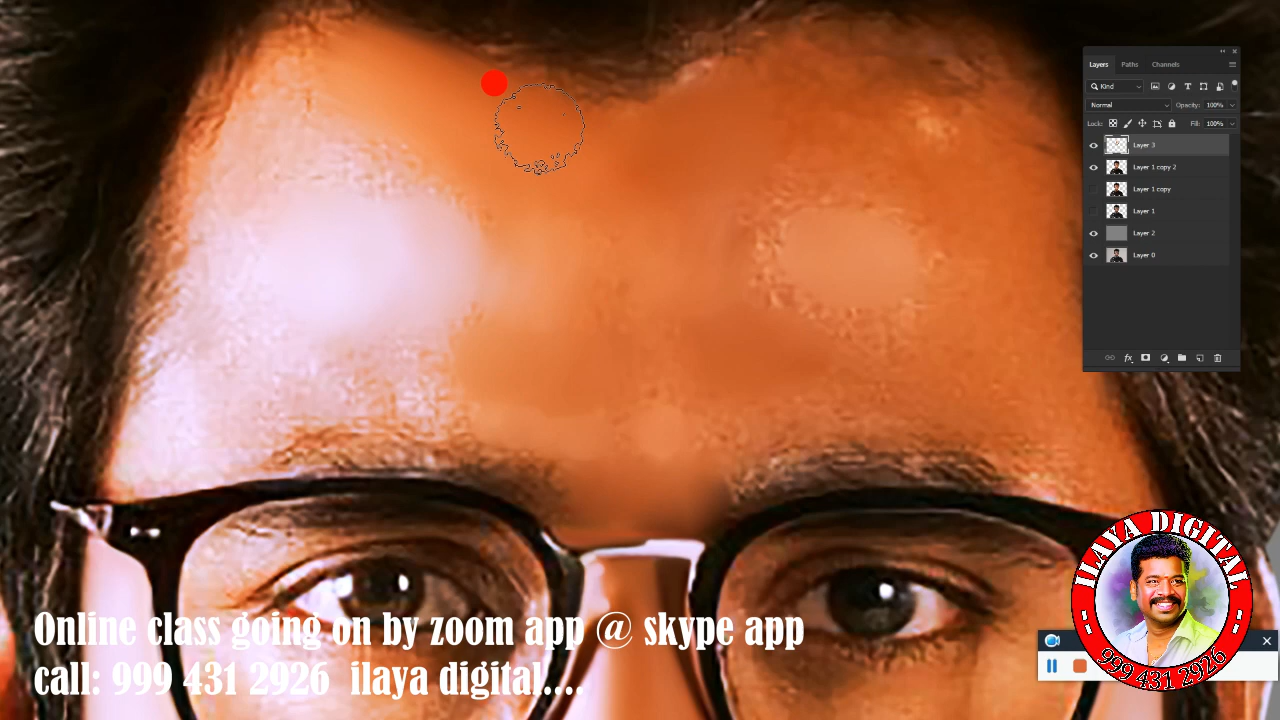 Layers Paths Channels
Kind
Normal Opacity: 100%
Lock: Fill: 100%
Layer 3
Layer 1 copy 2
Layer 1 copy
Layer 1
Layer 2
Layer 0
fx
ILAYA DIGITAL
999 431 2926
Online class going on by zoom app @ skype app
call: 999 431 2926 ilaya digital....